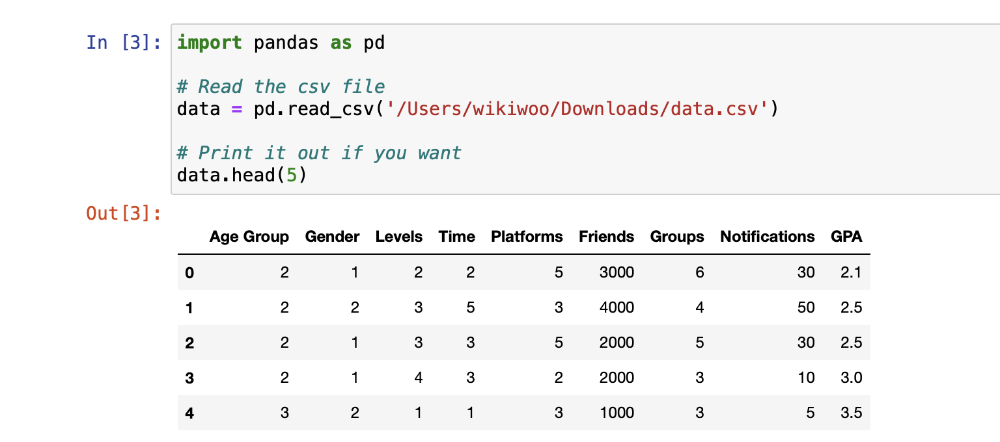 In [3]: import pandas as pd
# Read the csv file
data = pd.read_csv('/Users/wikiwoo/Downloads/data.csv')
# Print it out if you want
data.head(5)
Out[3]:
Age Group Gender Levels Time Platforms Friends Groups Notifications GPA
0 2 1 2 2 5 3000 6 30 2.1
1 2 2 3 5 3 4000 4 50 2.5
2 2 1 3 3 5 2000 5 30 2.5
3 2 1 4 3 2 2000 3 10 3.0
4 3 2 1 1 3 1000 3 5 3.5